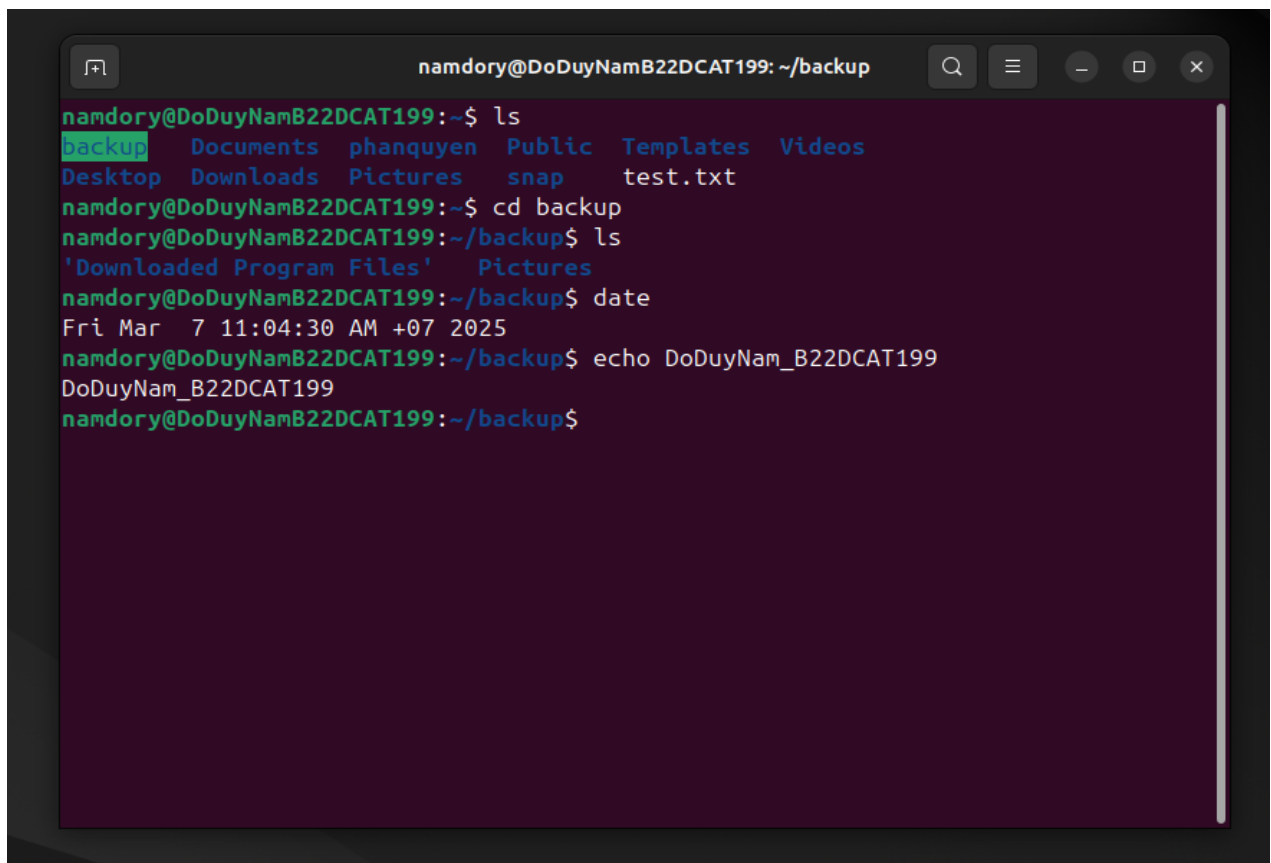 namdory@DoDuyNamB22DCAT199: ~/backup
namdory@DoDuyNamB22DCAT199:~$ ls
backup   Documents  phanquyen  Public  Templates  Videos
Desktop  Downloads  Pictures   snap    test.txt
namdory@DoDuyNamB22DCAT199:~$ cd backup
namdory@DoDuyNamB22DCAT199:~/backup$ ls
'Downloaded Program Files'   Pictures
namdory@DoDuyNamB22DCAT199:~/backup$ date
Fri Mar  7 11:04:30 AM +07 2025
namdory@DoDuyNamB22DCAT199:~/backup$ echo DoDuyNam_B22DCAT199
DoDuyNam_B22DCAT199
namdory@DoDuyNamB22DCAT199:~/backup$